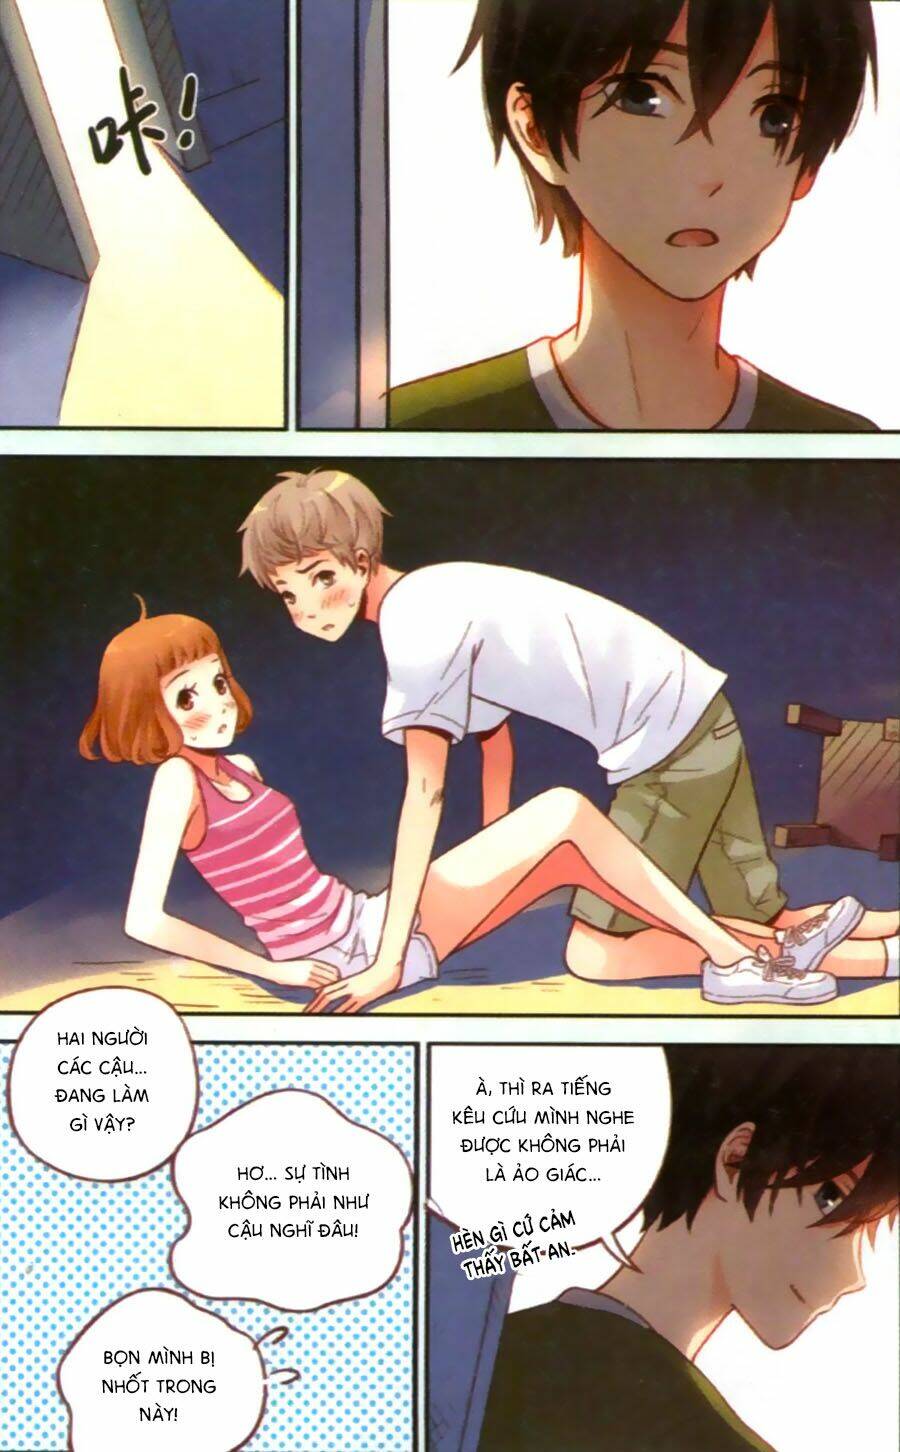 咔！
HAI NGƯỜI
CÁC CẬU...
ĐANG LÀM
GÌ VẬY?
HƠ... SỰ TÌNH
KHÔNG PHẢI NHƯ
CẬU NGHĨ ĐÂU!
BỌN MÌNH BỊ
NHỐT TRONG
NÀY!
À, THÌ RA TIẾNG
KÊU CỨU MÌNH NGHE
ĐƯỢC KHÔNG PHẢI
LÀ ẢO GIÁC...
HÈN GÌ CỨ CẢM
THẤY BẤT AN.